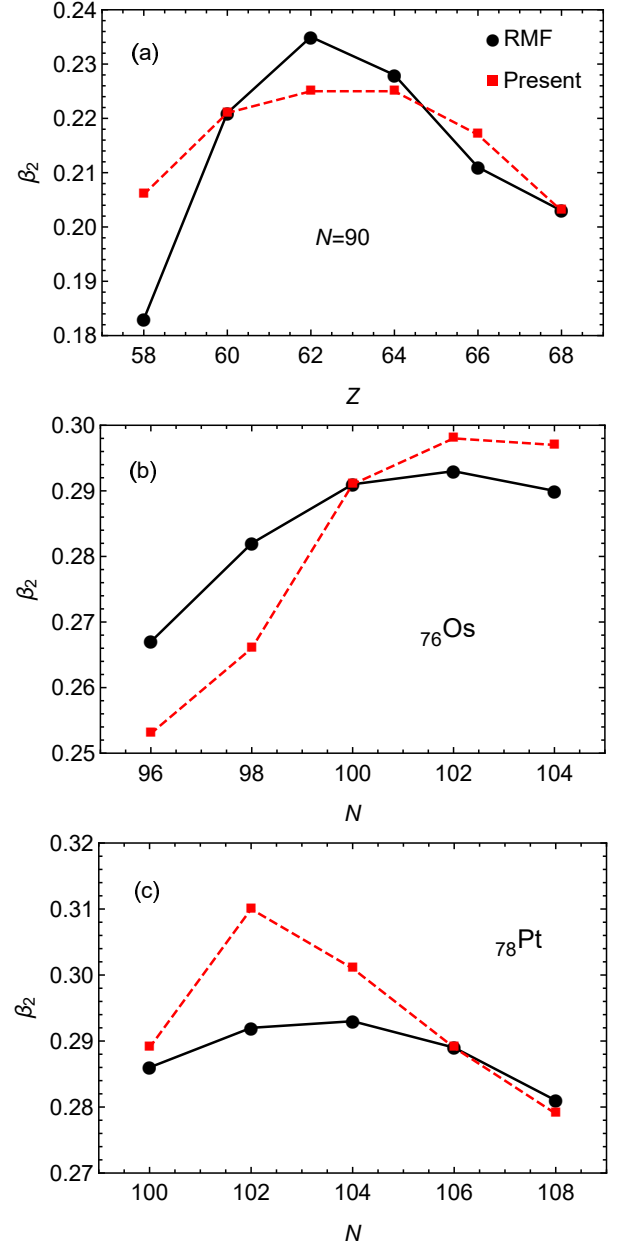 (a)
RMF
Present
N=90
β₂
0.24
0.23
0.22
0.21
0.20
0.19
0.18
58 60 62 64 66 68
Z
(b)
₇₆Os
β₂
0.30
0.29
0.28
0.27
0.26
0.25
96 98 100 102 104
N
(c)
₇₈Pt
β₂
0.32
0.31
0.30
0.29
0.28
0.27
100 102 104 106 108
N